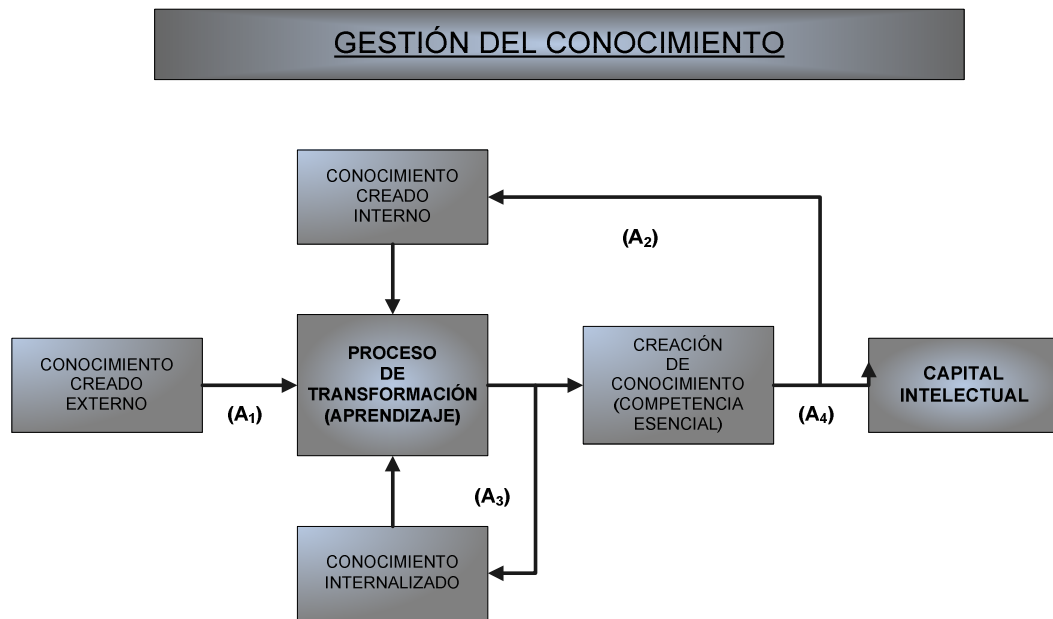 GESTIÓN DEL CONOCIMIENTO
CONOCIMIENTO
CREADO
INTERNO
(A₂)
CONOCIMIENTO
CREADO
EXTERNO
(A₁)
PROCESO
DE
TRANSFORMACIÓN
(APRENDIZAJE)
CREACIÓN
DE
CONOCIMIENTO
(COMPETENCIA
ESENCIAL)
(A₄)
CAPITAL
INTELECTUAL
(A₃)
CONOCIMIENTO
INTERNALIZADO